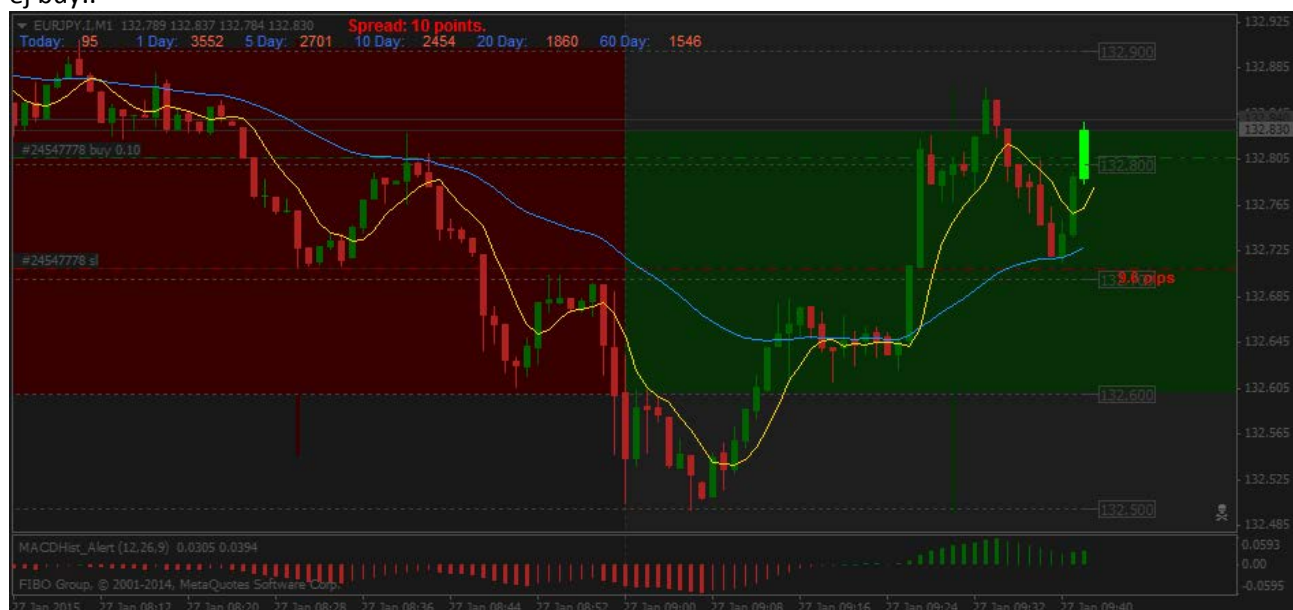 ej buy..
EURJPY.I,M1 132.789 132.837 132.784 132.830 Spread: 10 points.
Today: 95 1 Day: 3552 5 Day: 2701 10 Day: 2454 20 Day: 1860 60 Day: 1546
132.925
132.900
132.885
132.830
#24547778 buy 0.10
132.805
132.800
132.765
132.725
#24547778 sl
9.6 pips
132.685
132.645
132.605
132.600
132.565
132.525
132.500
132.485
MACDHist_Alert (12,26,9) 0.0305 0.0394
0.0593
0.00
-0.0595
FIBO Group, © 2001-2014, MetaQuotes Software Corp.
27 Jan 2015 27 Jan 08:12 27 Jan 08:20 27 Jan 08:28 27 Jan 08:36 27 Jan 08:44 27 Jan 08:52 27 Jan 09:00 27 Jan 09:08 27 Jan 09:16 27 Jan 09:24 27 Jan 09:32 27 Jan 09:40